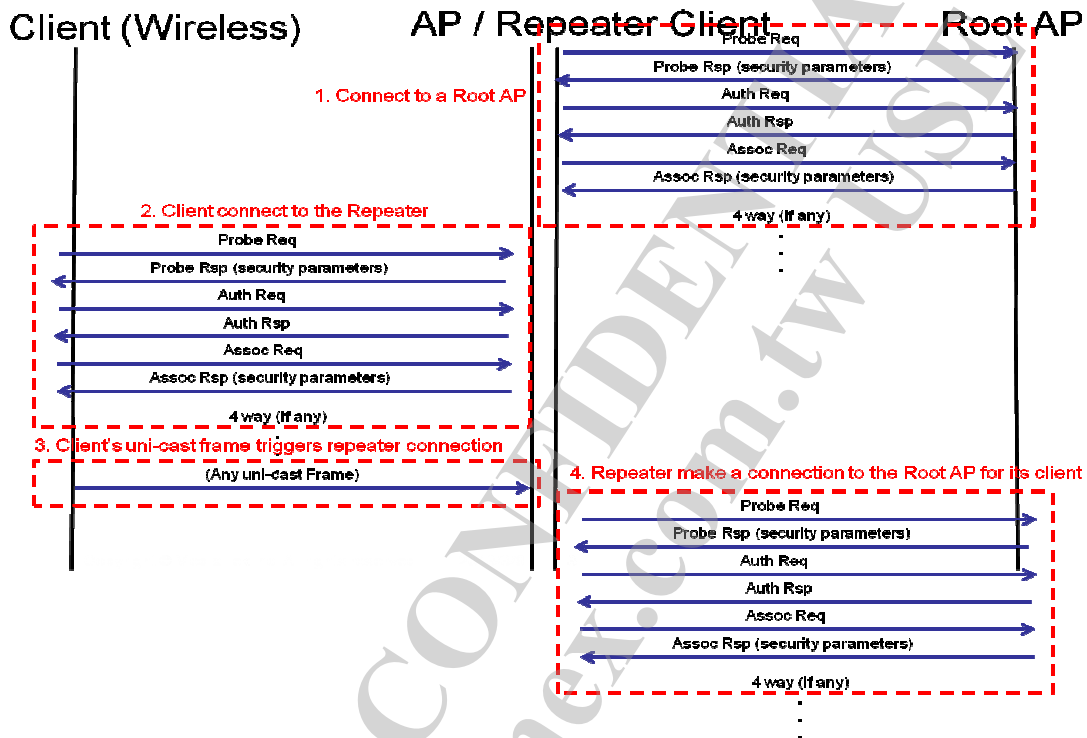 Client (Wireless)
AP / Repeater Client
Root AP
Probe Req
Probe Rsp (security parameters)
1. Connect to a Root AP
Auth Req
Auth Rsp
Assoc Req
Assoc Rsp (security parameters)
4 way (If any)
2. Client connect to the Repeater
Probe Req
Probe Rsp (security parameters)
Auth Req
Auth Rsp
Assoc Req
Assoc Rsp (security parameters)
4 way (If any)
3. Client's uni-cast frame triggers repeater connection
(Any uni-cast Frame)
4. Repeater make a connection to the Root AP for its client
Probe Req
Probe Rsp (security parameters)
Auth Req
Auth Rsp
Assoc Req
Assoc Rsp (security parameters)
4 way (If any)
CONFIDENTIA
nex.com.tw USE